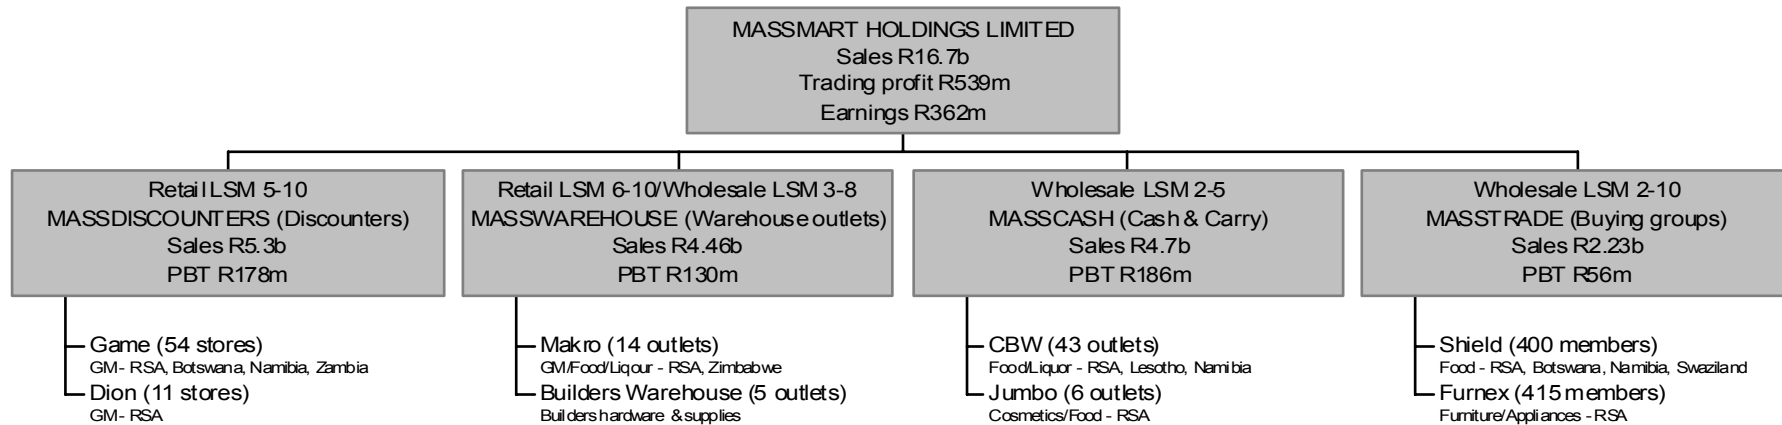 MASSMART HOLDINGS LIMITED
Sales R16.7b
Trading profit R539m
Earnings R362m
Retail LSM 5-10
MASSDISCOUNTERS (Discounters)
Sales R5.3b
PBT R178m
Retail LSM 6-10/Wholesale LSM 3-8
MASSWAREHOUSE (Warehouse outlets)
Sales R4.46b
PBT R130m
Wholesale LSM 2-5
MASSCASH (Cash & Carry)
Sales R4.7b
PBT R186m
Wholesale LSM 2-10
MASSTRADE (Buying groups)
Sales R2.23b
PBT R56m
Game (54 stores)
GM - RSA, Botswana, Namibia, Zambia
Dion (11 stores)
GM - RSA
Makro (14 outlets)
GM/Food/Liqour - RSA, Zimbabwe
Builders Warehouse (5 outlets)
Builders hardware & supplies
CBW (43 outlets)
Food/Liquor - RSA, Lesotho, Namibia
Jumbo (6 outlets)
Cosmetics/Food - RSA
Shield (400 members)
Food - RSA, Botswana, Namibia, Swaziland
Furnex (415 members)
Furniture/Appliances - RSA